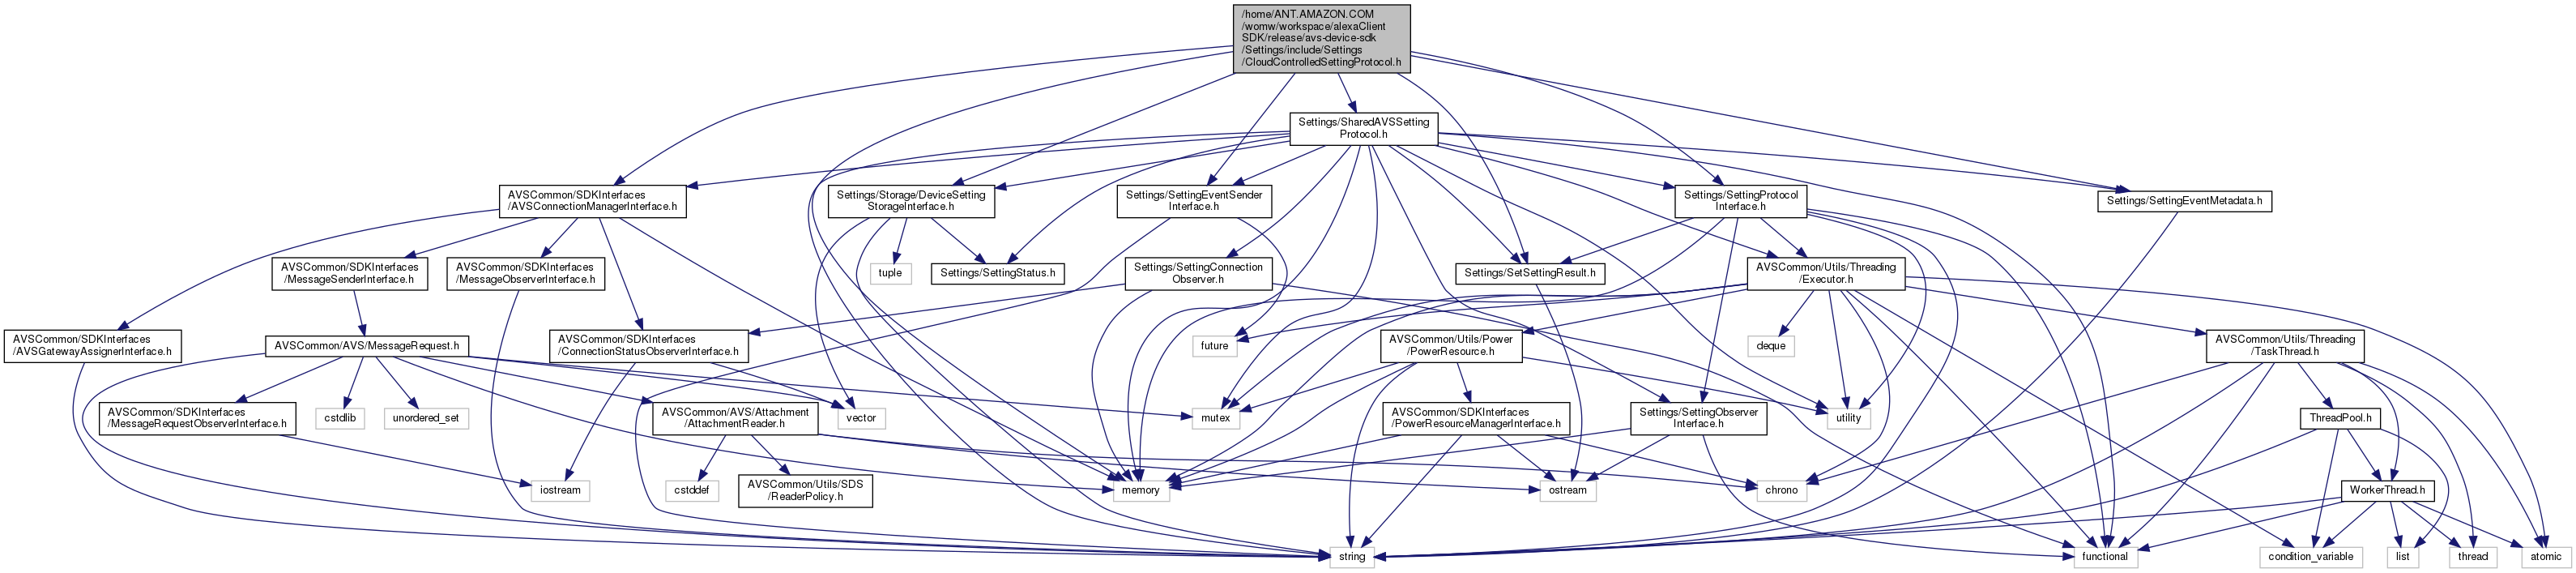 /home/ANT.AMAZON.COM
/womw/workspace/alexaClient
SDK/release/avs-device-sdk
/Settings/include/Settings
/CloudControlledSettingProtocol.h
Settings/SharedAVSSetting
Protocol.h
AVSCommon/SDKInterfaces
/AVSConnectionManagerInterface.h
Settings/Storage/DeviceSetting
StorageInterface.h
Settings/SettingEventSender
Interface.h
Settings/SettingProtocol
Interface.h
Settings/SettingEventMetadata.h
AVSCommon/SDKInterfaces
/MessageSenderInterface.h
AVSCommon/SDKInterfaces
/MessageObserverInterface.h
tuple
Settings/SettingStatus.h
Settings/SettingConnection
Observer.h
Settings/SetSettingResult.h
AVSCommon/Utils/Threading
/Executor.h
AVSCommon/SDKInterfaces
/AVSGatewayAssignerInterface.h
AVSCommon/AVS/MessageRequest.h
AVSCommon/SDKInterfaces
/ConnectionStatusObserverInterface.h
future
AVSCommon/Utils/Power
/PowerResource.h
deque
AVSCommon/Utils/Threading
/TaskThread.h
AVSCommon/SDKInterfaces
/MessageRequestObserverInterface.h
cstdlib
unordered_set
AVSCommon/AVS/Attachment
/AttachmentReader.h
vector
mutex
AVSCommon/SDKInterfaces
/PowerResourceManagerInterface.h
Settings/SettingObserver
Interface.h
utility
ThreadPool.h
iostream
cstddef
AVSCommon/Utils/SDS
/ReaderPolicy.h
memory
ostream
chrono
WorkerThread.h
string
functional
condition_variable
list
thread
atomic